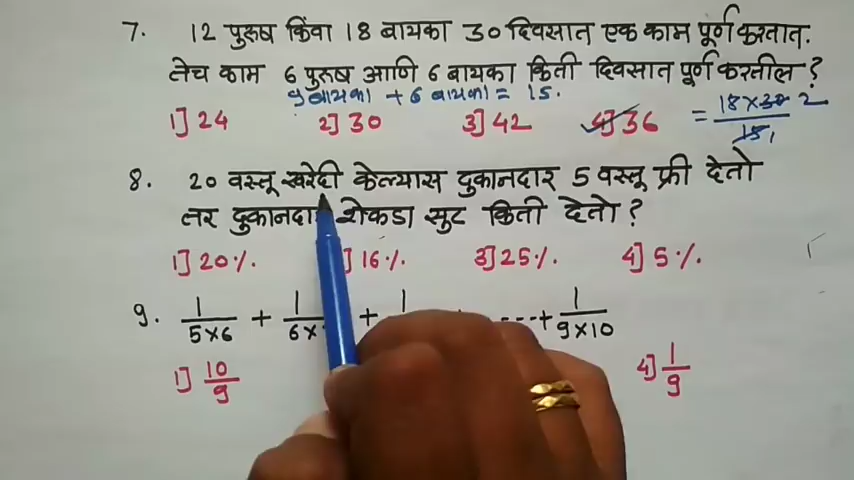 7. 12 पुरुष किंवा 18 बायका 30 दिवसात एक काम पूर्ण करतात.
तेच काम 6 पुरुष आणि 6 बायका किती दिवसात पूर्ण करतील ?
9 बायका + 6 बायका = 15.
1] 24 2] 30 3] 42 4] 36 = 18 × 30 2 / 15 1
8. 20 वस्तू खरेदी केल्यास दुकानदार 5 वस्तू फ्री देतो
तर शेकडा सुट किती देतो ?
1] 20%. ] 16%. 3] 25%. 4] 5%.
9. 1/5×6 + 1/6× + 1 ...+ 1/9×10
1] 10/9 4] 1/9